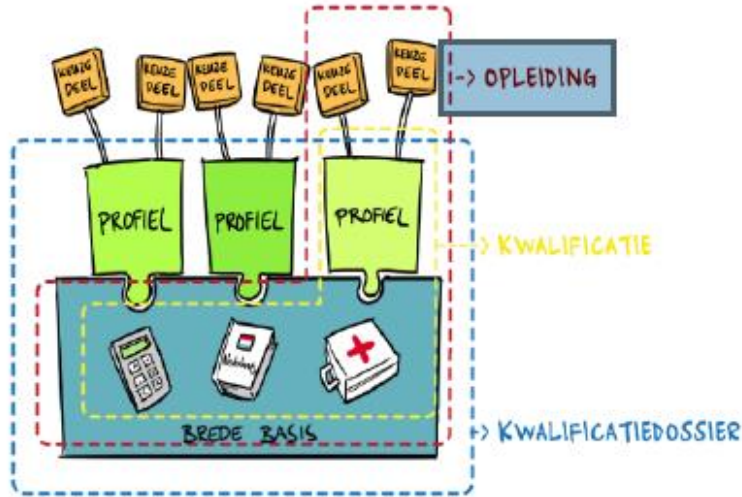 KEUZE
DEEL
KEUZE
DEEL
KEUZE
DEEL
KEUZE
DEEL
KEUZE
DEEL
KEUZE
DEEL
-> OPLEIDING
PROFIEL
PROFIEL
PROFIEL
-> KWALIFICATIE
Nederlands
BREDE BASIS
-> KWALIFICATIEDOSSIER